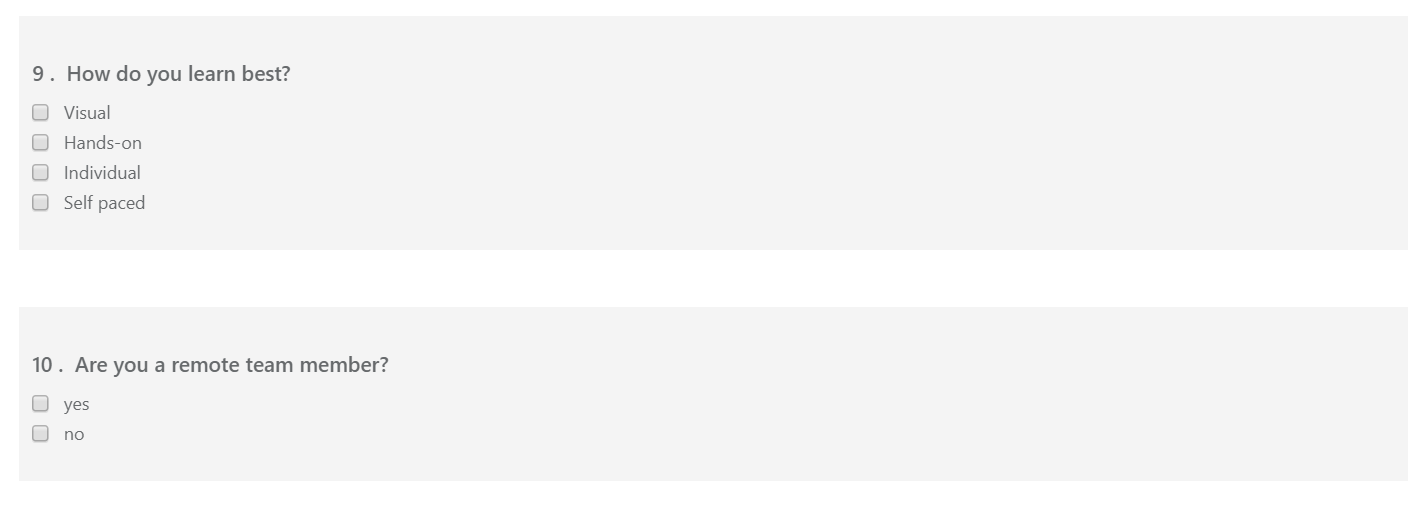 9 . How do you learn best?
Visual
Hands-on
Individual
Self paced
10 . Are you a remote team member?
yes
no